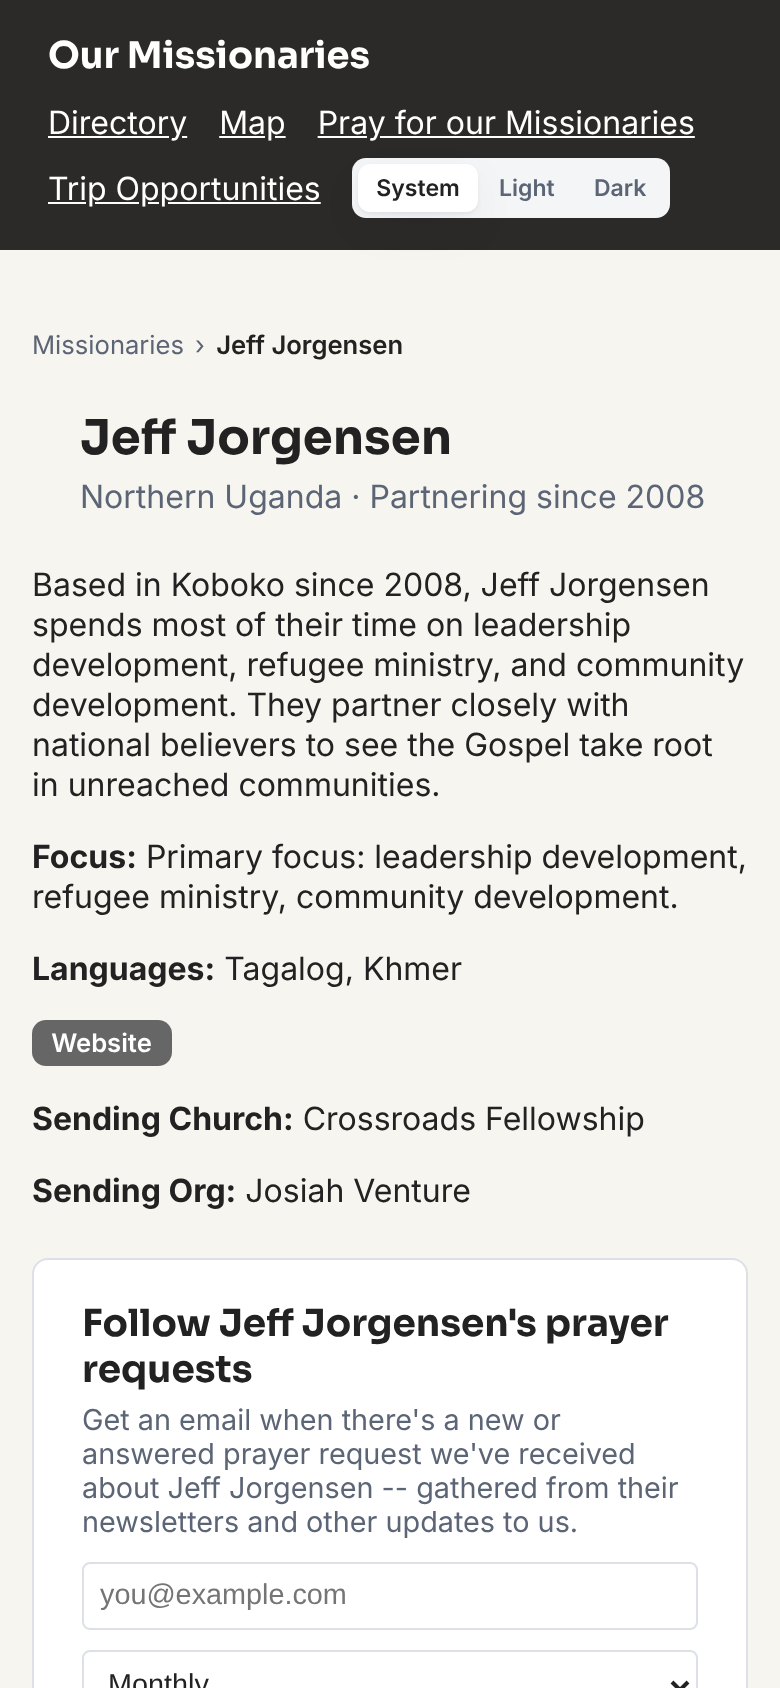 Our Missionaries
Directory Map Pray for our Missionaries
Trip Opportunities System Light Dark
Missionaries › Jeff Jorgensen
Jeff Jorgensen
Northern Uganda · Partnering since 2008
Based in Koboko since 2008, Jeff Jorgensen
spends most of their time on leadership
development, refugee ministry, and community
development. They partner closely with
national believers to see the Gospel take root
in unreached communities.
Focus: Primary focus: leadership development,
refugee ministry, community development.
Languages: Tagalog, Khmer
Website
Sending Church: Crossroads Fellowship
Sending Org: Josiah Venture
Follow Jeff Jorgensen's prayer
requests
Get an email when there's a new or
answered prayer request we've received
about Jeff Jorgensen -- gathered from their
newsletters and other updates to us.
you@example.com
Monthly